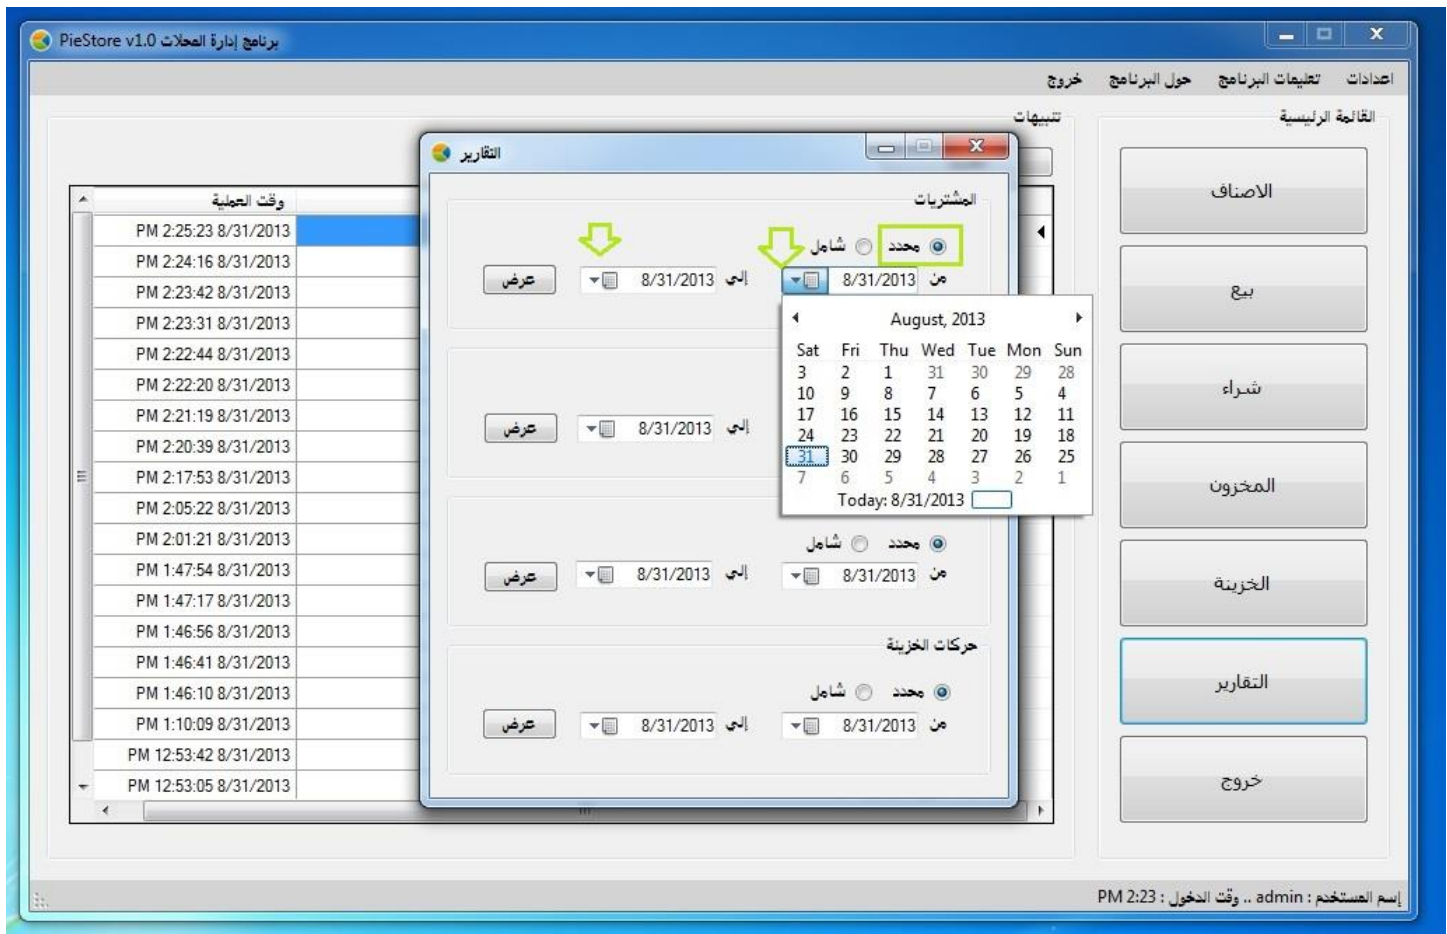 برنامج إدارة المحلات PieStore v1.0
اعدادات تعليمات البرنامج حول البرنامج خروج
القائمة الرئيسية
الاصناف
بيع
شراء
المخزون
الخزينة
التقارير
خروج
تنبيهات
وقت العملية
PM 2:25:23 8/31/2013
PM 2:24:16 8/31/2013
PM 2:23:42 8/31/2013
PM 2:23:31 8/31/2013
PM 2:22:44 8/31/2013
PM 2:22:20 8/31/2013
PM 2:21:19 8/31/2013
PM 2:20:39 8/31/2013
PM 2:17:53 8/31/2013
PM 2:05:22 8/31/2013
PM 2:01:21 8/31/2013
PM 1:47:54 8/31/2013
PM 1:47:17 8/31/2013
PM 1:46:56 8/31/2013
PM 1:46:41 8/31/2013
PM 1:46:10 8/31/2013
PM 1:10:09 8/31/2013
PM 12:53:42 8/31/2013
PM 12:53:05 8/31/2013
التقارير
المشتريات
محدد شامل
من 8/31/2013 إلي 8/31/2013 عرض
August, 2013
Sat Fri Thu Wed Tue Mon Sun
3 2 1 31 30 29 28
10 9 8 7 6 5 4
17 16 15 14 13 12 11
24 23 22 21 20 19 18
31 30 29 28 27 26 25
7 6 5 4 3 2 1
Today: 8/31/2013
إلي 8/31/2013 عرض
محدد شامل
من 8/31/2013 إلي 8/31/2013 عرض
حركات الخزينة
محدد شامل
من 8/31/2013 إلي 8/31/2013 عرض
إسم المستخدم : admin .. وقت الدخول : 2:23 PM